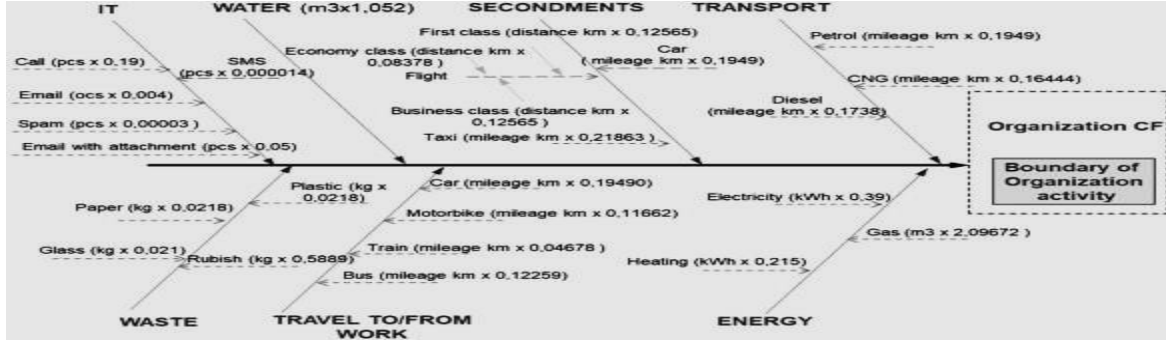 IT
WATER (m3x1,052)
SECONDMENTS
TRANSPORT
Call (pcs x 0,19)
SMS
(pcs x 0,000014)
Email (ocs x 0,004)
Spam (pcs x 0,00003 )
Email with attachment (pcs x 0,05)
First class (distance km x 0,12565)
Economy class (distance km x
0,08378 )
Flight
Business class (distance km x
0,12565 )
Car
( mileage km x 0,1949)
Taxi (mileage km x 0,21863 )
Petrol (mileage km x 0,1949)
CNG (mileage km x 0,16444)
Diesel
(mileage km x 0,1738)
Organization CF
Boundary of
Organization
activity
Plastic (kg x
0,0218)
Paper (kg x 0,0218)
Glass (kg x 0,021)
Rubish (kg x 0,5889)
Car (mileage km x 0,19490)
Motorbike (mileage km x 0,11662)
Train (mileage km x 0,04678 )
Bus (mileage km x 0,12259)
Electricity (kWh x 0,39)
Gas (m3 x 2,09672 )
Heating (kWh x 0,215)
WASTE
TRAVEL TO/FROM
WORK
ENERGY